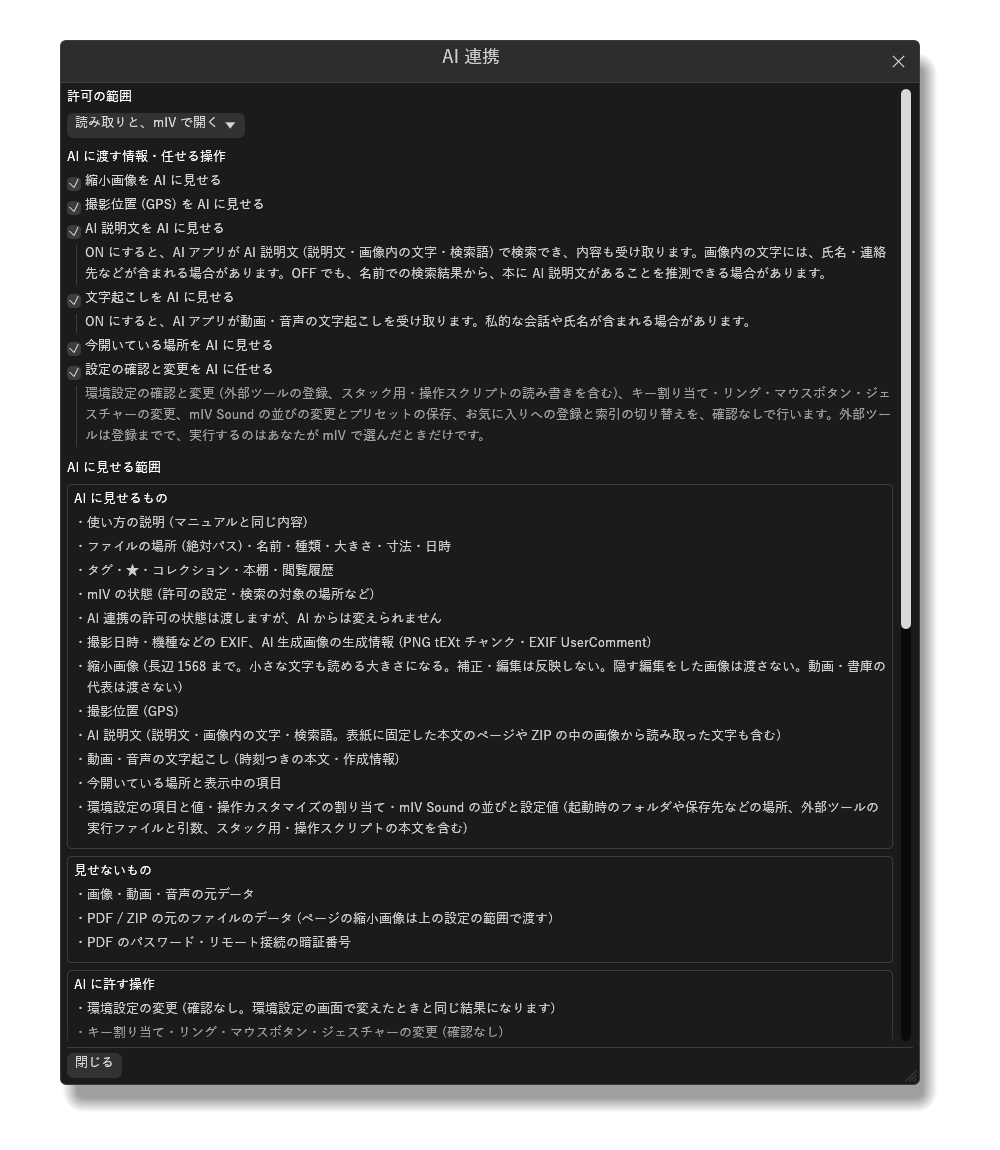 AI 連携
許可の範囲
読み取りと、mIV で開く
AI に渡す情報・任せる操作
縮小画像を AI に見せる
撮影位置 (GPS) を AI に見せる
AI 説明文を AI に見せる
ON にすると、AI アプリが AI 説明文 (説明文・画像内の文字・検索語) で検索でき、内容も受け取ります。画像内の文字には、氏名・連絡
先などが含まれる場合があります。OFF でも、名前での検索結果から、本に AI 説明文があることを推測できる場合があります。
文字起こしを AI に見せる
ON にすると、AI アプリが動画・音声の文字起こしを受け取ります。私的な会話や氏名が含まれる場合があります。
今開いている場所を AI に見せる
設定の確認と変更を AI に任せる
環境設定の確認と変更 (外部ツールの登録、スタック用・操作スクリプトの読み書きを含む)、キー割り当て・リング・マウスボタン・ジェ
スチャーの変更、mIV Sound の並びの変更とプリセットの保存、お気に入りへの登録と索引の切り替えを、確認なしで行います。外部ツー
ルは登録までで、実行するのはあなたが mIV で選んだときだけです。
AI に見せる範囲
AI に見せるもの
・使い方の説明 (マニュアルと同じ内容)
・ファイルの場所 (絶対パス)・名前・種類・大きさ・寸法・日時
・タグ・★・コレクション・本棚・閲覧履歴
・mIV の状態 (許可の設定・検索の対象の場所など)
・AI 連携の許可の状態は渡しますが、AI からは変えられません
・撮影日時・機種などの EXIF、AI 生成画像の生成情報 (PNG tEXt チャンク・EXIF UserComment)
・縮小画像 (長辺 1568 まで。小さな文字も読める大きさになる。補正・編集は反映しない。隠す編集をした画像は渡さない。動画・書庫の
代表は渡さない)
・撮影位置 (GPS)
・AI 説明文 (説明文・画像内の文字・検索語。表紙に固定した本文のページや ZIP の中の画像から読み取った文字も含む)
・動画・音声の文字起こし (時刻つきの本文・作成情報)
・今開いている場所と表示中の項目
・環境設定の項目と値・操作カスタマイズの割り当て・mIV Sound の並びと設定値 (起動時のフォルダや保存先などの場所、外部ツールの
実行ファイルと引数、スタック用・操作スクリプトの本文を含む)
見せないもの
・画像・動画・音声の元データ
・PDF / ZIP の元のファイルのデータ (ページの縮小画像は上の設定の範囲で渡す)
・PDF のパスワード・リモート接続の暗証番号
AI に許す操作
・環境設定の変更 (確認なし。環境設定の画面で変えたときと同じ結果になります)
・キー割り当て・リング・マウスボタン・ジェスチャーの変更 (確認なし)
閉じる